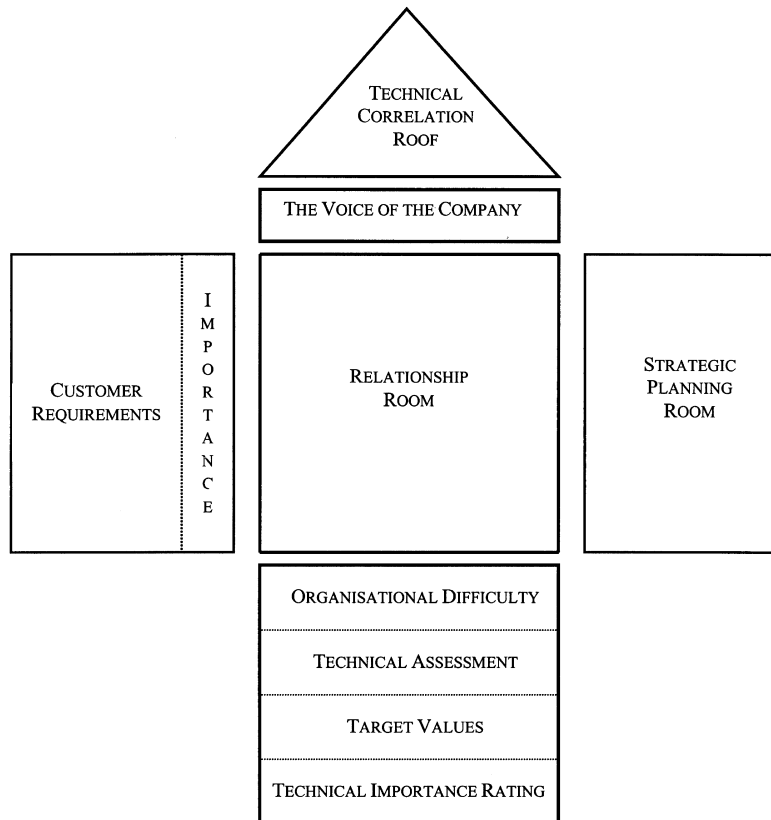 TECHNICAL
CORRELATION
ROOF
THE VOICE OF THE COMPANY
CUSTOMER
REQUIREMENTS
IMPORTANCE
RELATIONSHIP
ROOM
STRATEGIC
PLANNING
ROOM
ORGANISATIONAL DIFFICULTY
TECHNICAL ASSESSMENT
TARGET VALUES
TECHNICAL IMPORTANCE RATING